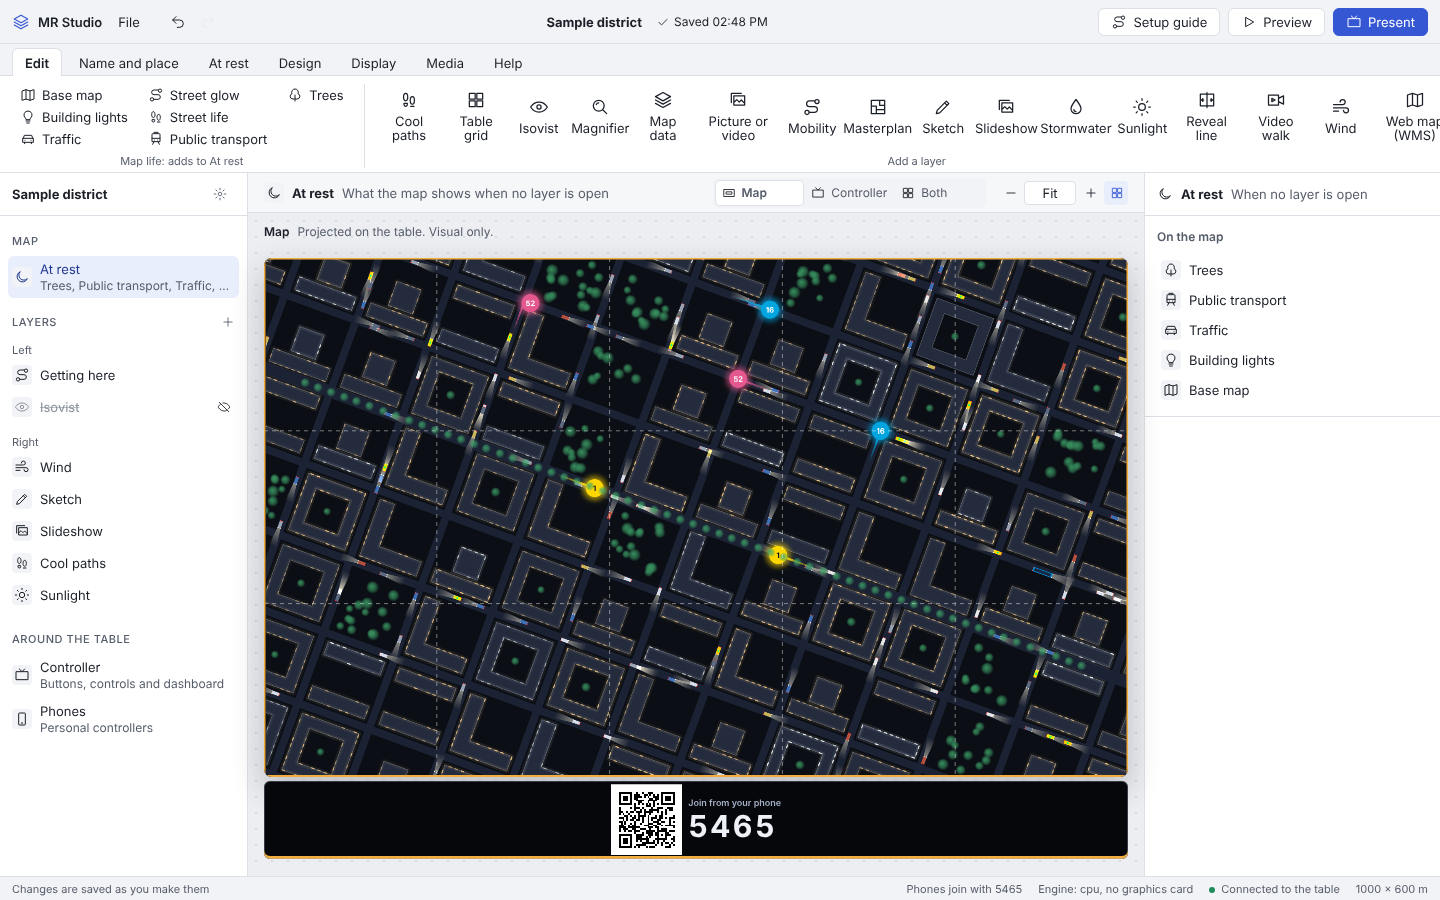 MR Studio
File
Sample district
Saved 02:48 PM
Setup guide
Preview
Present
Edit
Name and place
At rest
Design
Display
Media
Help
Base map
Street glow
Trees
Building lights
Street life
Traffic
Public transport
Map life: adds to At rest
Cool paths
Table grid
Isovist
Magnifier
Map data
Picture or video
Mobility
Masterplan
Sketch
Slideshow
Stormwater
Sunlight
Reveal line
Video walk
Wind
Web map (WMS)
Add a layer
Sample district
MAP
At rest
Trees, Public transport, Traffic, ...
LAYERS
Left
Getting here
Isovist
Right
Wind
Sketch
Slideshow
Cool paths
Sunlight
AROUND THE TABLE
Controller
Buttons, controls and dashboard
Phones
Personal controllers
At rest What the map shows when no layer is open
Map
Controller
Both
Fit
Map Projected on the table. Visual only.
52
16
52
16
1
1
Join from your phone
5465
At rest When no layer is open
On the map
Trees
Public transport
Traffic
Building lights
Base map
Changes are saved as you make them
Phones join with 5465
Engine: cpu, no graphics card
Connected to the table
1000 × 600 m